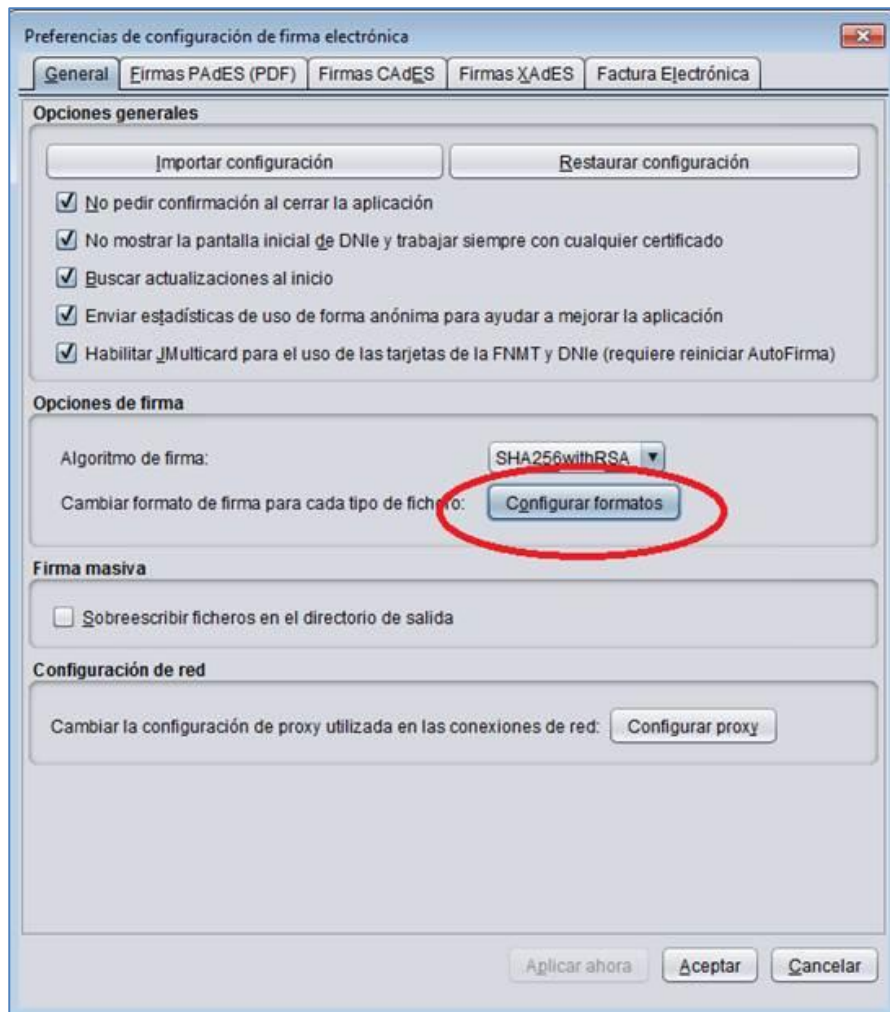 Preferencias de configuración de firma electrónica
General Firmas PAdES (PDF) Firmas CAdES Firmas XAdES Factura Electrónica
Opciones generales
Importar configuración Restaurar configuración
No pedir confirmación al cerrar la aplicación
No mostrar la pantalla inicial de DNIe y trabajar siempre con cualquier certificado
Buscar actualizaciones al inicio
Enviar estadísticas de uso de forma anónima para ayudar a mejorar la aplicación
Habilitar JMulticard para el uso de las tarjetas de la FNMT y DNIe (requiere reiniciar AutoFirma)
Opciones de firma
Algoritmo de firma: SHA256withRSA
Cambiar formato de firma para cada tipo de fichero: Configurar formatos
Firma masiva
Sobreescribir ficheros en el directorio de salida
Configuración de red
Cambiar la configuración de proxy utilizada en las conexiones de red: Configurar proxy
Aplicar ahora Aceptar Cancelar